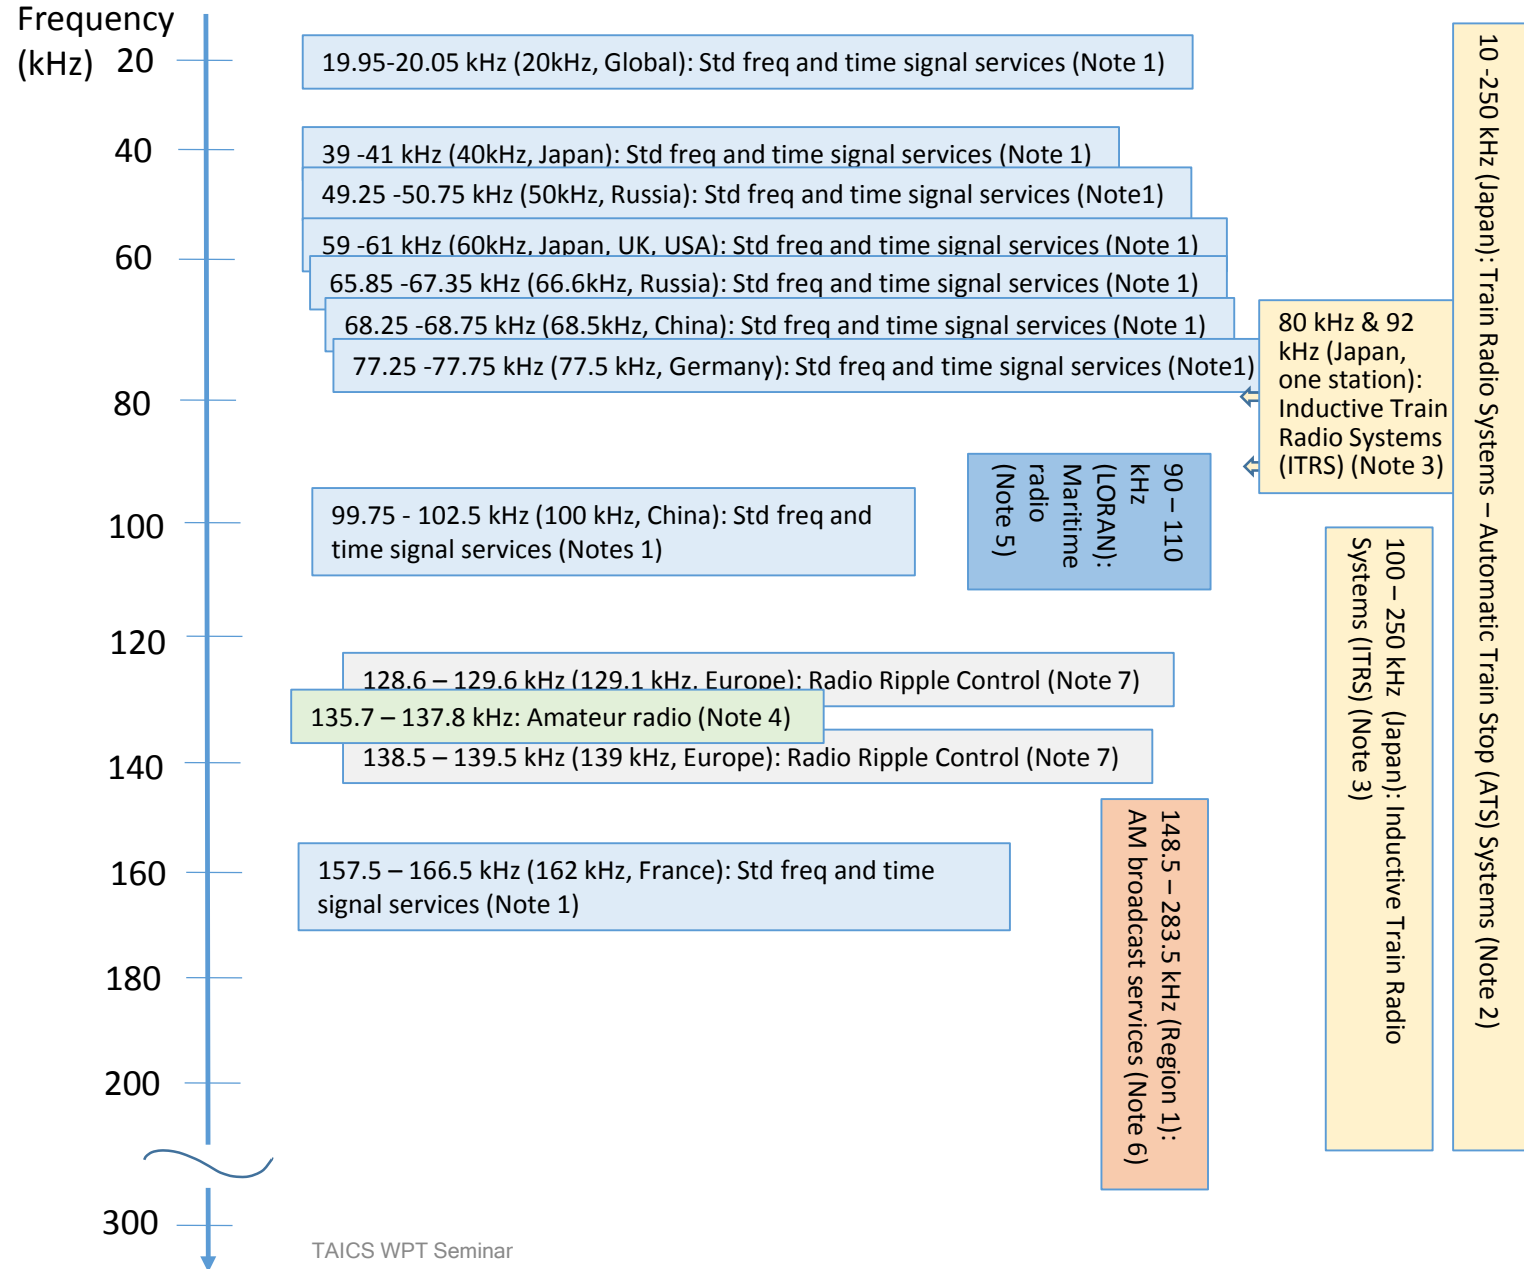 Frequency
(kHz)
20
40
60
80
100
120
140
160
180
200
300
19.95-20.05 kHz (20kHz, Global): Std freq and time signal services (Note 1)
39 -41 kHz (40kHz, Japan): Std freq and time signal services (Note 1)
49.25 -50.75 kHz (50kHz, Russia): Std freq and time signal services (Note1)
59 -61 kHz (60kHz, Japan, UK, USA): Std freq and time signal services (Note 1)
65.85 -67.35 kHz (66.6kHz, Russia): Std freq and time signal services (Note 1)
68.25 -68.75 kHz (68.5kHz, China): Std freq and time signal services (Note 1)
77.25 -77.75 kHz (77.5 kHz, Germany): Std freq and time signal services (Note1)
80 kHz & 92
kHz (Japan,
one station):
Inductive Train
Radio Systems
(ITRS) (Note 3)
10 -250 kHz (Japan): Train Radio Systems – Automatic Train Stop (ATS) Systems (Note 2)
90 – 110
kHz
(LORAN):
Maritime
radio
(Note 5)
99.75 - 102.5 kHz (100 kHz, China): Std freq and
time signal services (Notes 1)
100 – 250 kHz (Japan): Inductive Train Radio
Systems (ITRS) (Note 3)
128.6 – 129.6 kHz (129.1 kHz, Europe): Radio Ripple Control (Note 7)
135.7 – 137.8 kHz: Amateur radio (Note 4)
138.5 – 139.5 kHz (139 kHz, Europe): Radio Ripple Control (Note 7)
148.5 – 283.5 kHz (Region 1):
AM broadcast services (Note 6)
157.5 – 166.5 kHz (162 kHz, France): Std freq and time
signal services (Note 1)
TAICS WPT Seminar